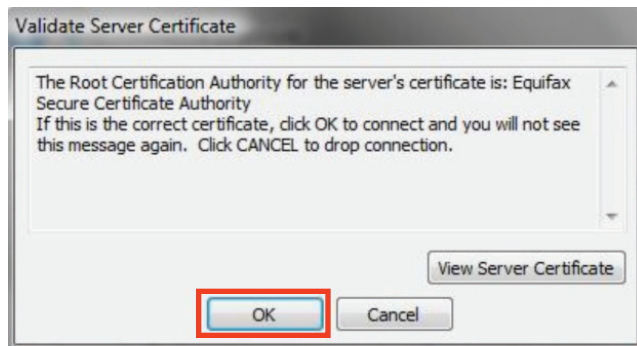 Validate Server Certificate
The Root Certification Authority for the server's certificate is: Equifax
Secure Certificate Authority
If this is the correct certificate, click OK to connect and you will not see
this message again.  Click CANCEL to drop connection.
View Server Certificate
OK
Cancel